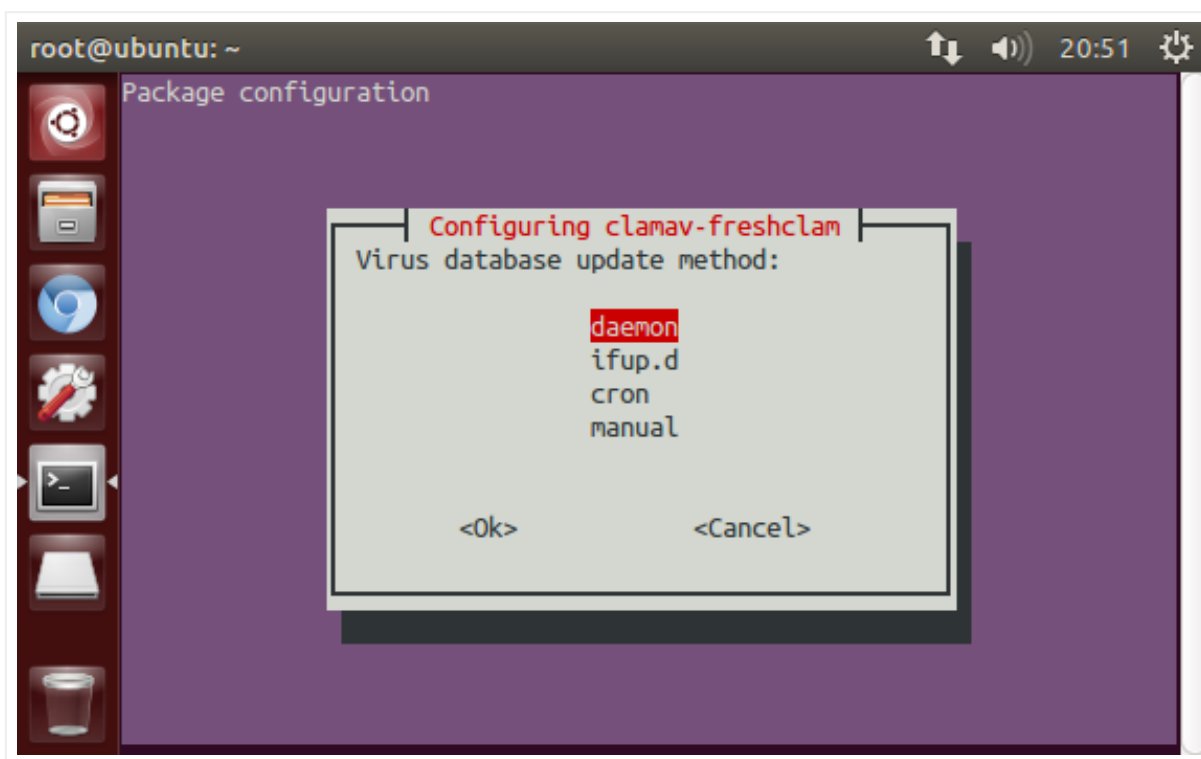 root@ubuntu: ~
20:51
Package configuration
Configuring clamav-freshclam
Virus database update method:
daemon
ifup.d
cron
manual
<Ok> <Cancel>
>_